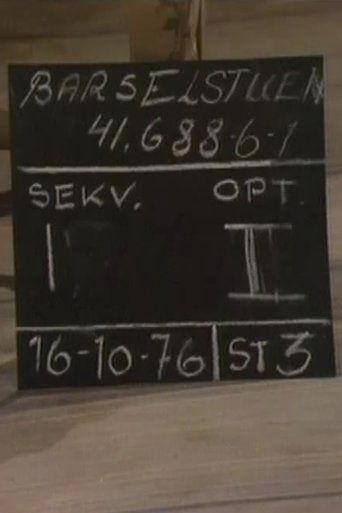 BARSELSTUEN
41.688-6-1
SEKV. OPT.
I II
16-10-76 ST 3